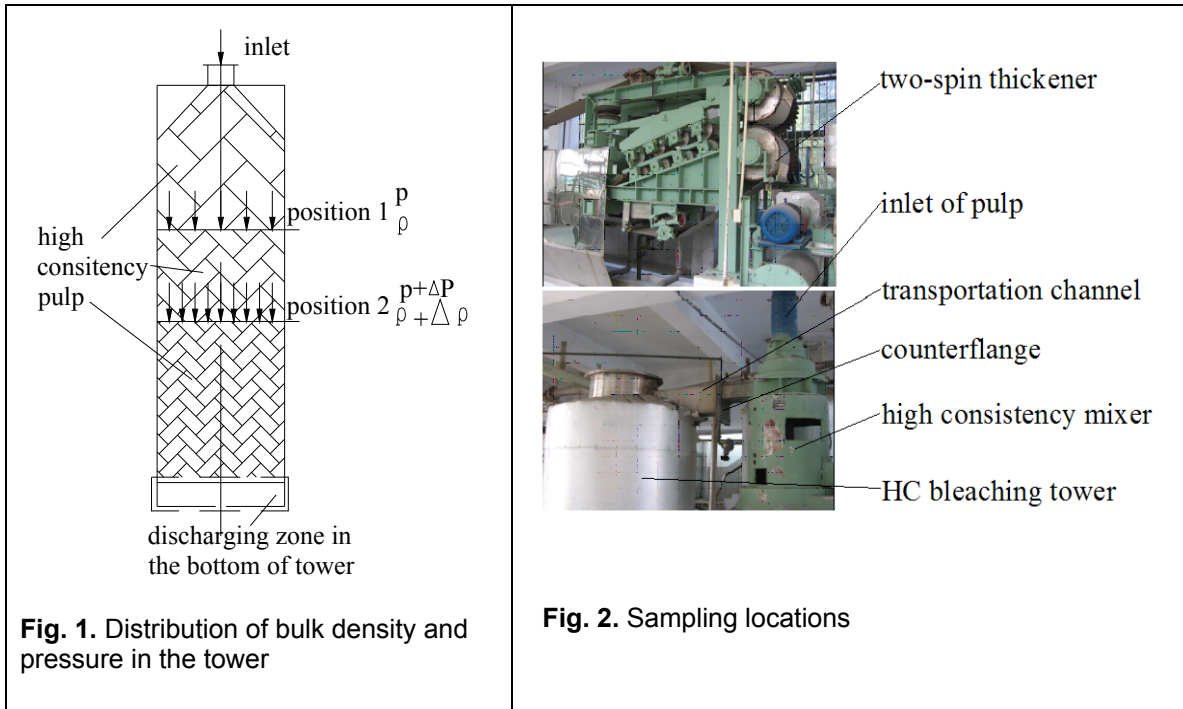 inlet
position 1 p
ρ
high
consitency
pulp
position 2 p+ΔP
ρ+Δρ
discharging zone in
the bottom of tower
Fig. 1. Distribution of bulk density and
pressure in the tower
two-spin thickener
inlet of pulp
transportation channel
counterflange
high consistency mixer
HC bleaching tower
Fig. 2. Sampling locations